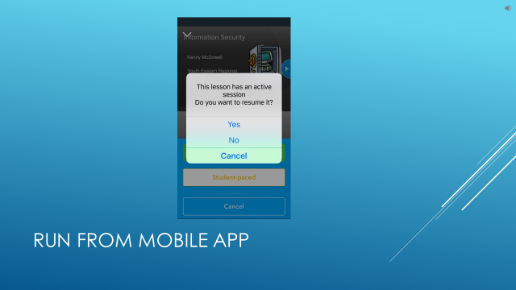 Information Security
This lesson has an active
session
Do you want to resume it?
Yes
No
Cancel
Student-paced
Cancel
RUN FROM MOBILE APP